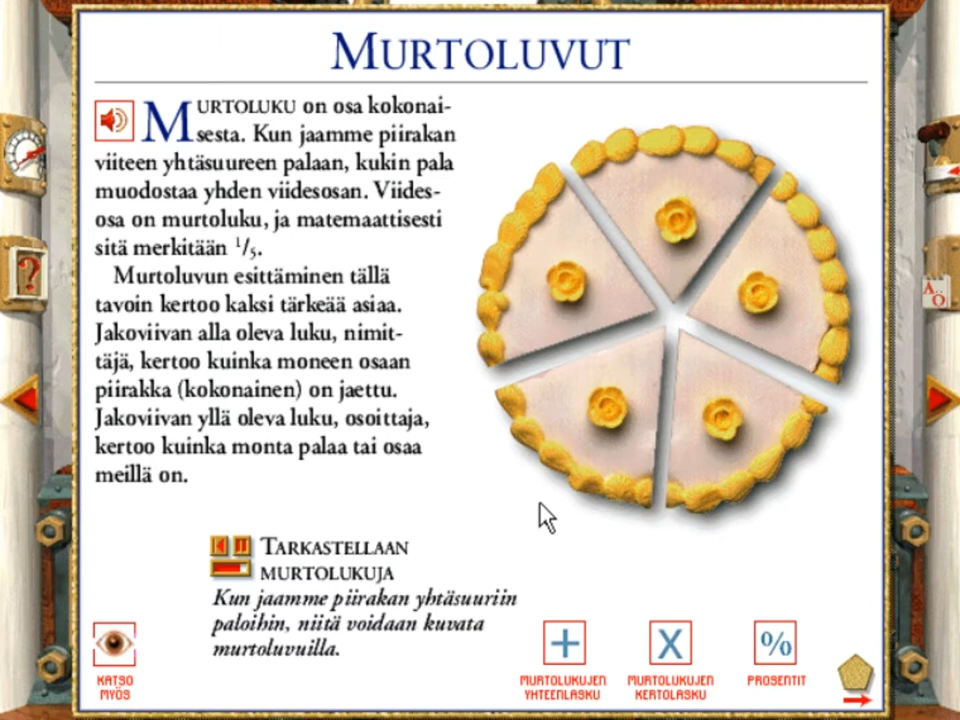 MURTOLUVUT
MURTOLUKU on osa kokonai-
sesta. Kun jaamme piirakan
viiteen yhtäsuureen palaan, kukin pala
muodostaa yhden viidesosan. Viides-
osa on murtoluku, ja matemaattisesti
sitä merkitään 1/5.
Murtoluvun esittäminen tällä
tavoin kertoo kaksi tärkeää asiaa.
Jakoviivan alla oleva luku, nimit-
täjä, kertoo kuinka moneen osaan
piirakka (kokonainen) on jaettu.
Jakoviivan yllä oleva luku, osoittaja,
kertoo kuinka monta palaa tai osaa
meillä on.
TARKASTELLAAN
MURTOLUKUJA
Kun jaamme piirakan yhtäsuuriin
paloihin, niitä voidaan kuvata
murtoluvuilla.
KATSO
MYÖS
+
MURTOLUKUJEN
YHTEENLASKU
X
MURTOLUKUJEN
KERTOLASKU
%
PROSENTIT
?
A..
Ö